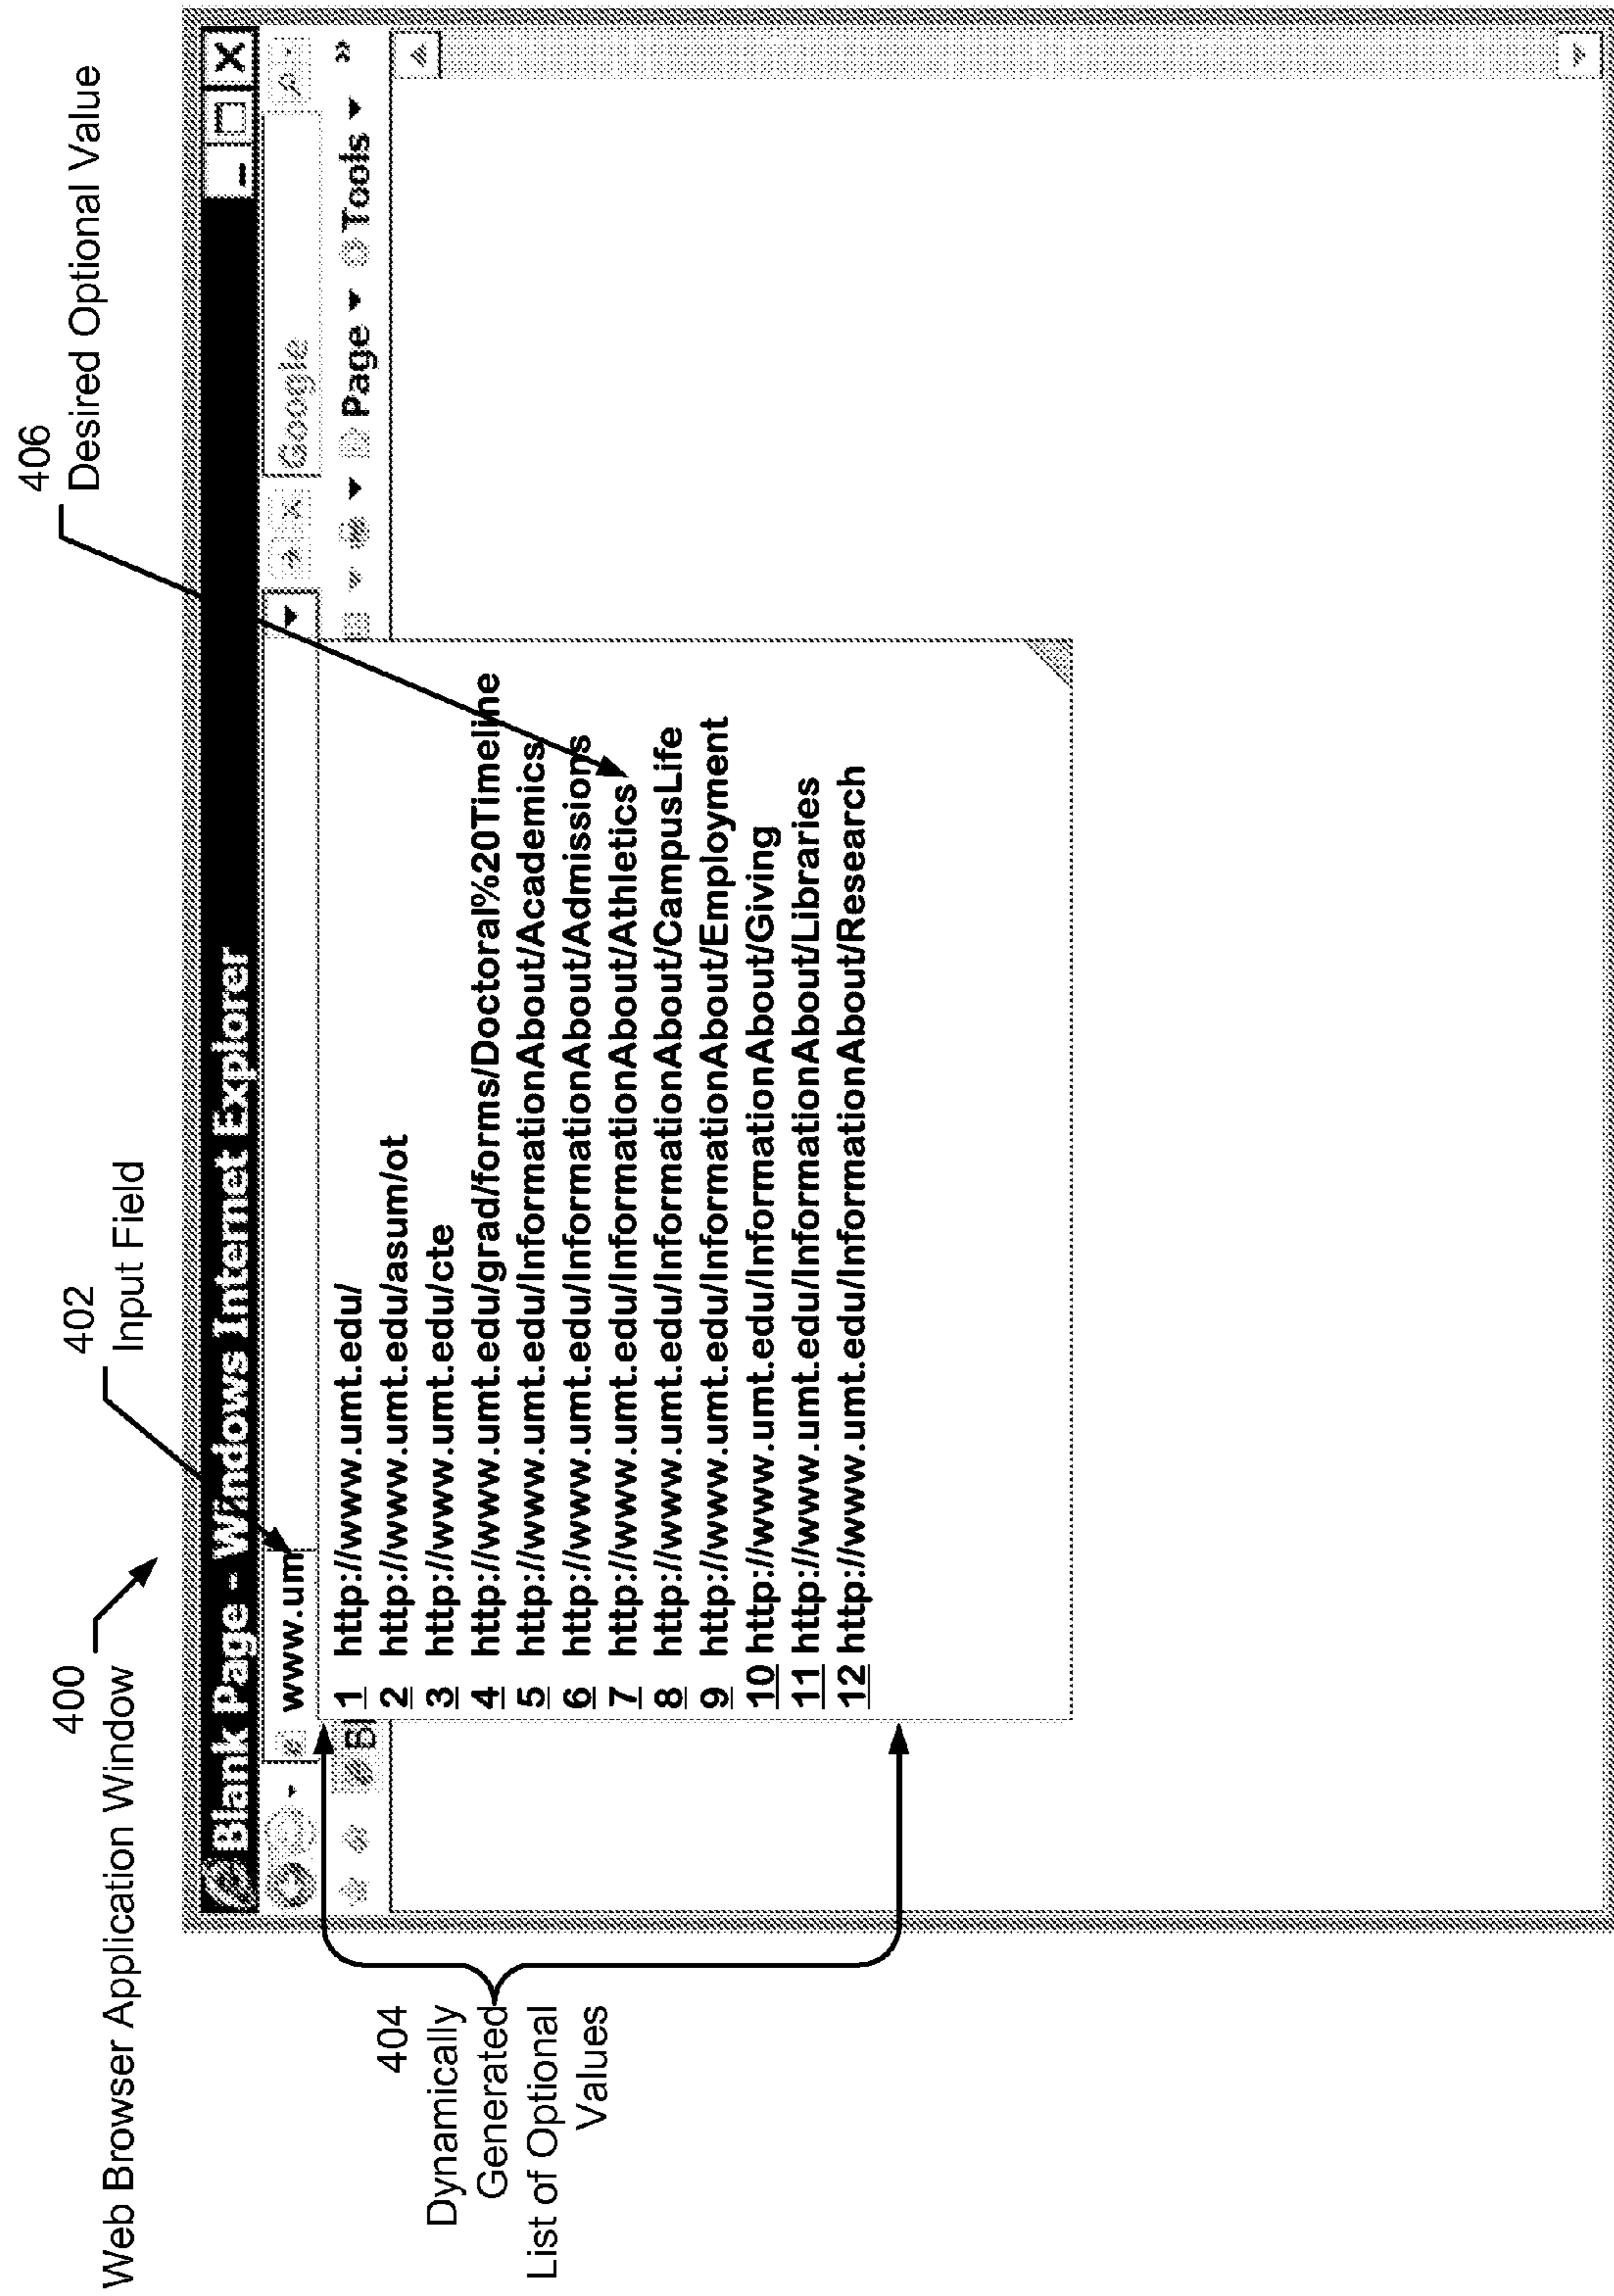 400
Web Browser Application Window
402
Input Field
406
Desired Optional Value
Blank Page - Windows Internet Explorer
www.um
Google
Bl
Page
Tools
1 http://www.umt.edu/
2 http://www.umt.edu/asum/ot
3 http://www.umt.edu/cte
4 http://www.umt.edu/grad/forms/Doctoral%20Timeline
5 http://www.umt.edu/InformationAbout/Academics
6 http://www.umt.edu/InformationAbout/Admissions
7 http://www.umt.edu/InformationAbout/Athletics
8 http://www.umt.edu/InformationAbout/CampusLife
9 http://www.umt.edu/InformationAbout/Employment
10 http://www.umt.edu/InformationAbout/Giving
11 http://www.umt.edu/InformationAbout/Libraries
12 http://www.umt.edu/InformationAbout/Research
404
Dynamically
Generated
List of Optional
Values